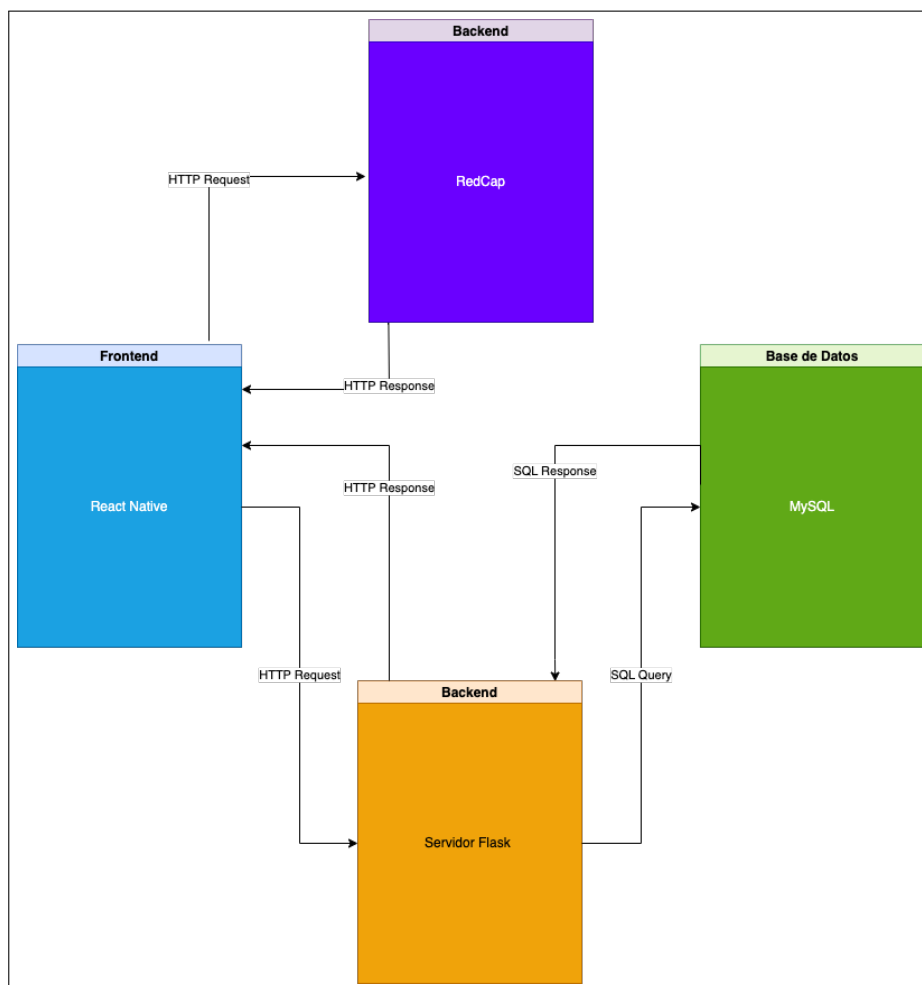 Backend
RedCap
HTTP Request
HTTP Response
Frontend
React Native
Base de Datos
MySQL
HTTP Response
SQL Response
HTTP Request
SQL Query
Backend
Servidor Flask